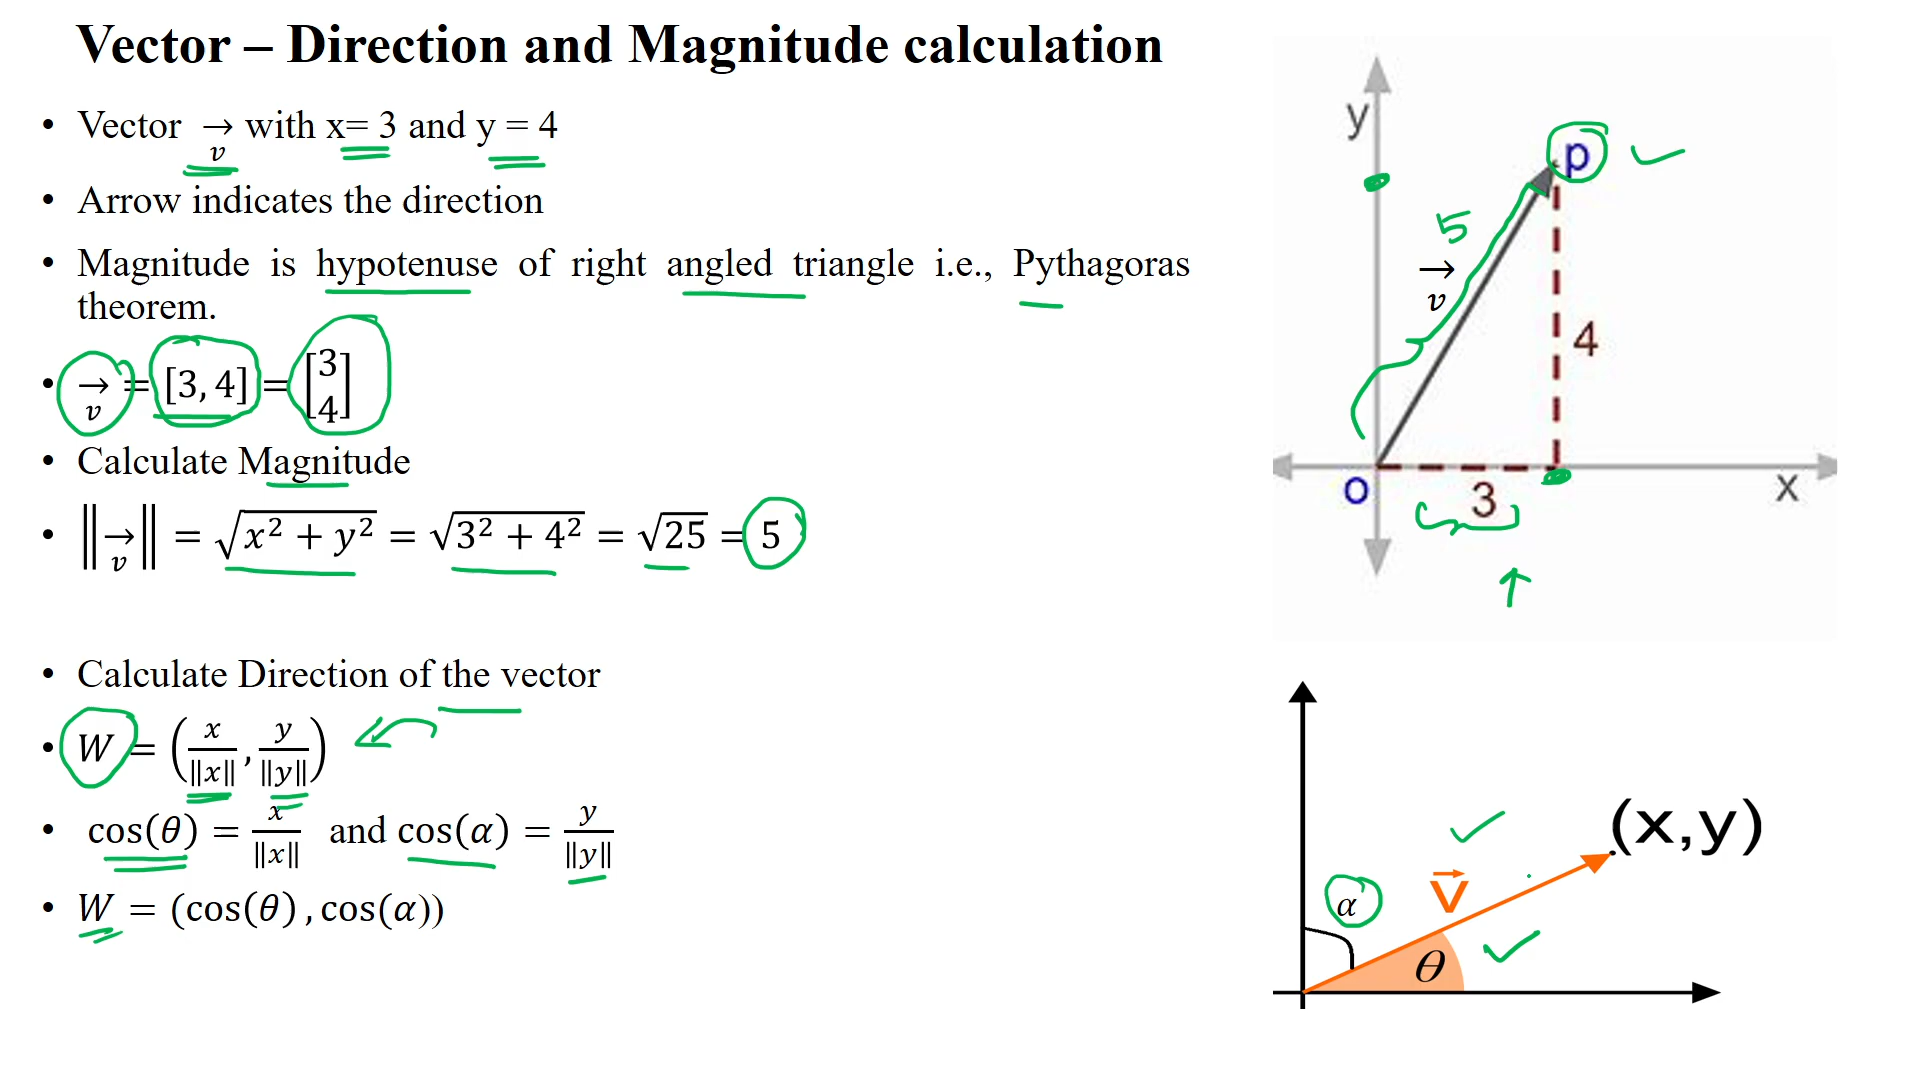 Vector – Direction and Magnitude calculation
• Vector →v with x= 3 and y = 4
• Arrow indicates the direction
• Magnitude is hypotenuse of right angled triangle i.e., Pythagoras
theorem.
• →v = [3, 4] = [3 4]
• Calculate Magnitude
• ‖→v‖ = √(x² + y²) = √(3² + 4²) = √25 = 5
• Calculate Direction of the vector
• W = (x/‖x‖, y/‖y‖)
• cos(θ) = x/‖x‖ and cos(α) = y/‖y‖
• W = (cos(θ), cos(α))
y
p
5
→v
4
o
3
x
(x,y)
v⃗
α
θ